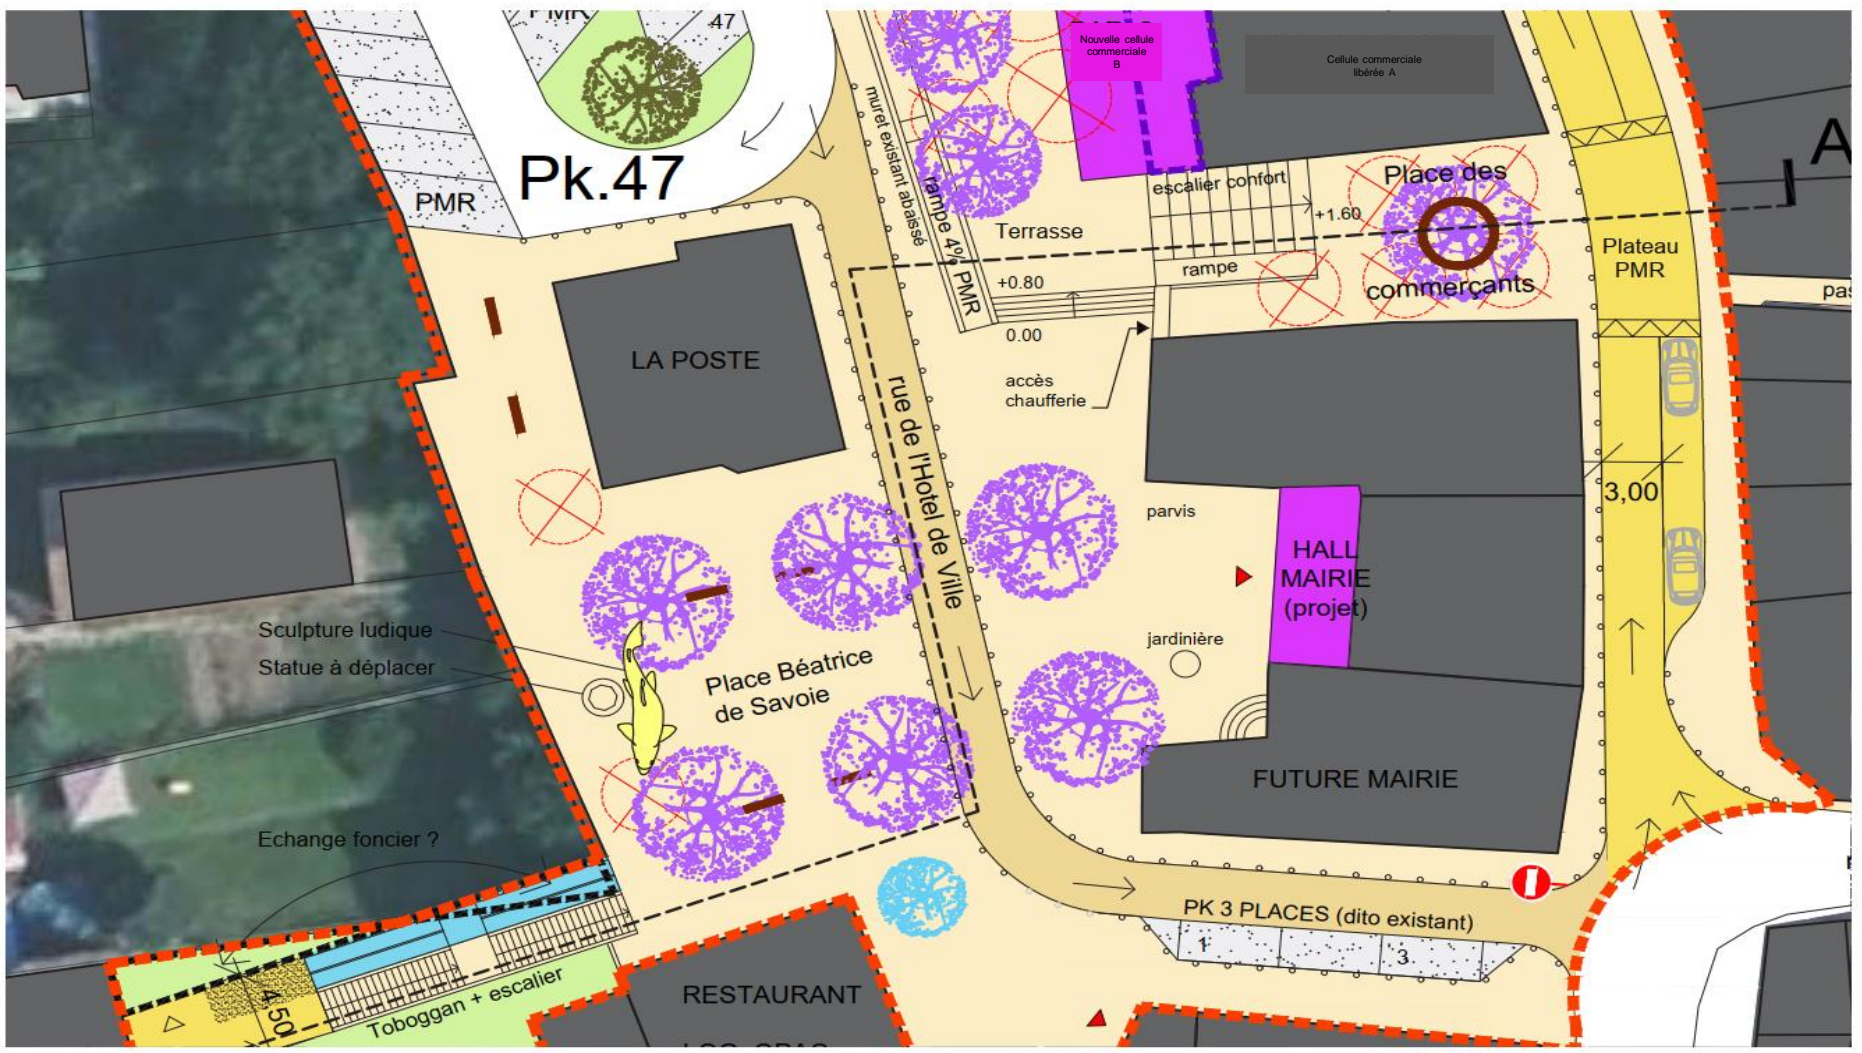 PMR
47
Nouvelle cellule
commerciale
B
Cellule commerciale
libérée A
A
Pk.47
PMR
muret existant abaissé
rampe 4% PMR
escalier confort
Place des
+1.60
Terrasse
Plateau
PMR
rampe
+0.80
commerçants
pas
0.00
LA POSTE
accès
chaufferie
rue de l'Hotel de Ville
3,00
parvis
HALL
MAIRIE
(projet)
Sculpture ludique
jardinière
Statue à déplacer
Place Béatrice
de Savoie
FUTURE MAIRIE
Echange foncier ?
PK 3 PLACES (dito existant)
1
3
4.50
Toboggan + escalier
RESTAURANT